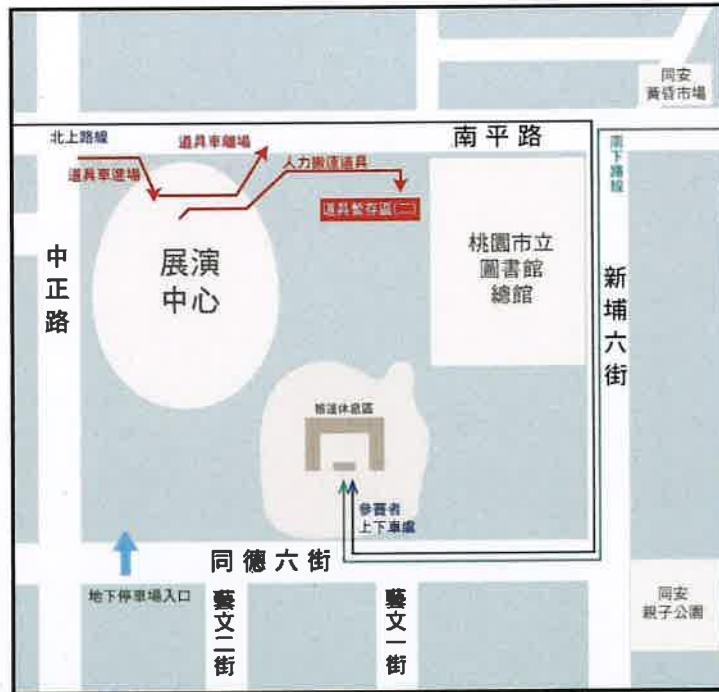 同安
黃昏市場
北上路線
道具車離場
南平路
南下路線
道具車進場
人力搬運道具
道具暫存區(二)
中正路
展演
中心
桃園市立
圖書館
總館
新埔六街
報選休息區
參賽者
上下車處
同德六街
地下停車場入口
藝文二街
藝文一街
同安
親子公園